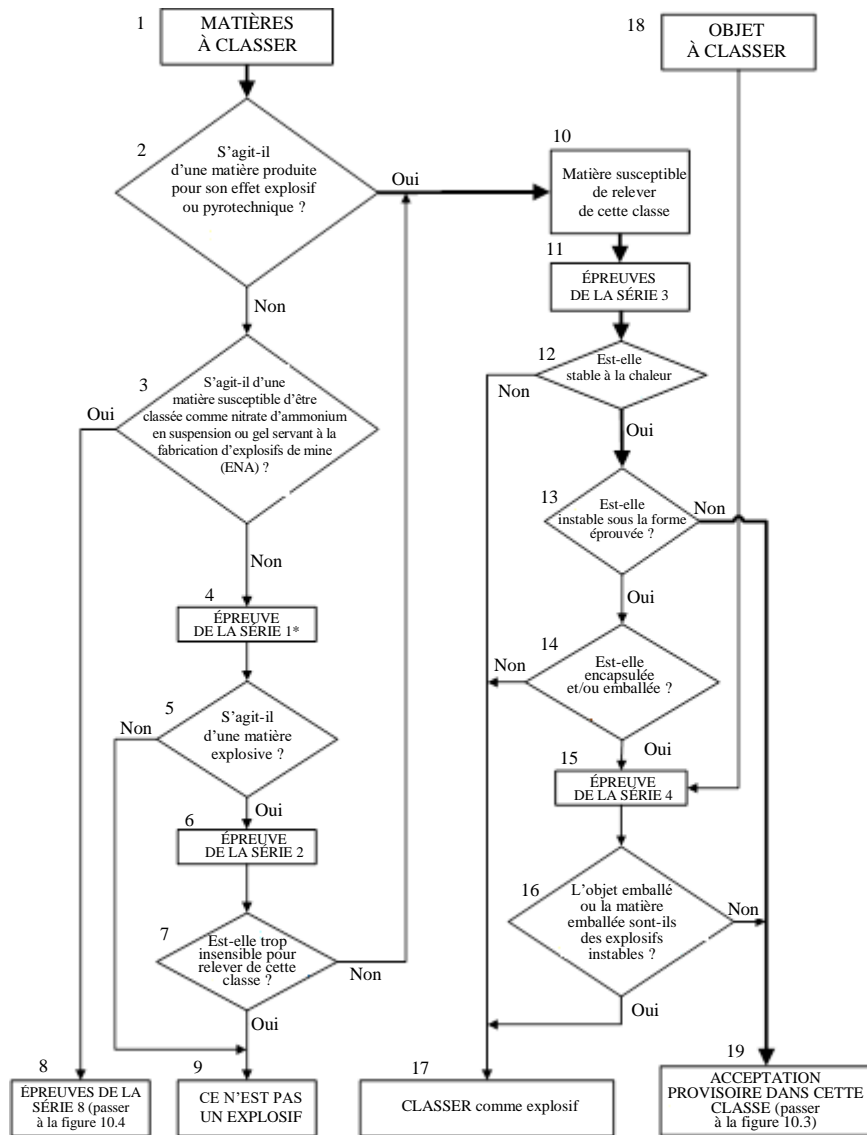 1
MATIÈRES
À CLASSER
2
S'agit-il
d'une matière produite
pour son effet explosif
ou pyrotechnique ?
Oui
Non
3
S'agit-il d'une
matière susceptible d'être
classée comme nitrate d'ammonium
en suspension ou gel servant à la
fabrication d'explosifs de mine
(ENA) ?
Oui
Non
4
ÉPREUVE
DE LA SÉRIE 1*
5
S'agit-il
d'une matière
explosive ?
Non
Oui
6
ÉPREUVE
DE LA SÉRIE 2
7
Est-elle trop
insensible pour
relever de cette
classe ?
Non
Oui
8
ÉPREUVES DE LA
SÉRIE 8 (passer
à la figure 10.4
9
CE N'EST PAS
UN EXPLOSIF
10
Matière susceptible
de relever
de cette classe
11
ÉPREUVES
DE LA SÉRIE 3
12
Est-elle
stable à la chaleur
Non
Oui
13
Est-elle
instable sous la forme
éprouvée ?
Non
Oui
14
Est-elle
encapsulée
et/ou emballée ?
Non
Oui
15
ÉPREUVE
DE LA SÉRIE 4
16
L'objet emballé
ou la matière
emballée sont-ils
des explosifs
instables ?
Non
Oui
17
CLASSER comme explosif
18
OBJET
À CLASSER
19
ACCEPTATION
PROVISOIRE DANS CETTE
CLASSE (passer
à la figure 10.3)